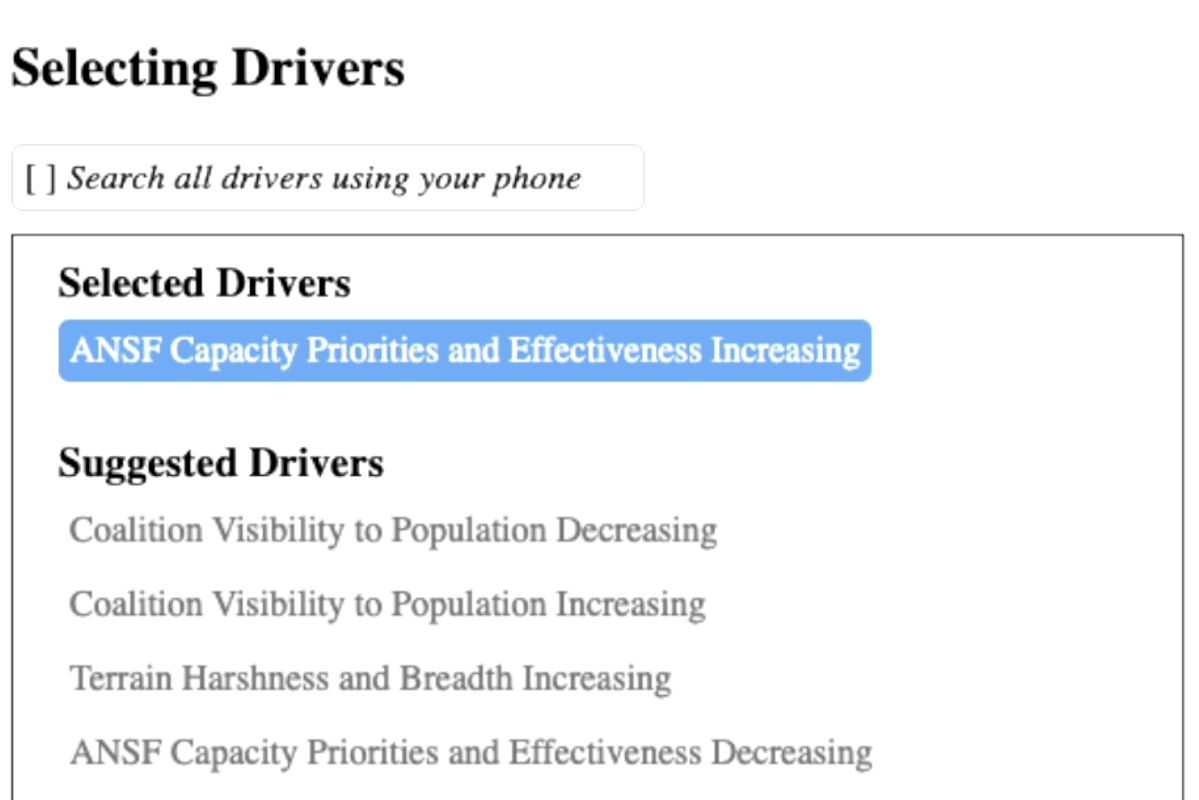 Selecting Drivers
[ ] Search all drivers using your phone
Selected Drivers
ANSF Capacity Priorities and Effectiveness Increasing
Suggested Drivers
Coalition Visibility to Population Decreasing
Coalition Visibility to Population Increasing
Terrain Harshness and Breadth Increasing
ANSF Capacity Priorities and Effectiveness Decreasing